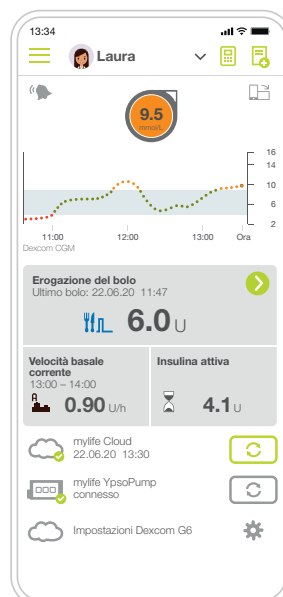 13:34
Laura
9.5
mmol/L
16
14
10
6
2
11:00 12:00 13:00 Ora
Dexcom CGM
Erogazione del bolo
Ultimo bolo: 22.06.20 11:47
6.0 U
Velocità basale
corrente
13:00 – 14:00
A
0.90 U/h
Insulina attiva
4.1 U
mylife Cloud
22.06.20 13:30
mylife YpsoPump
connesso
Impostazioni Dexcom G6